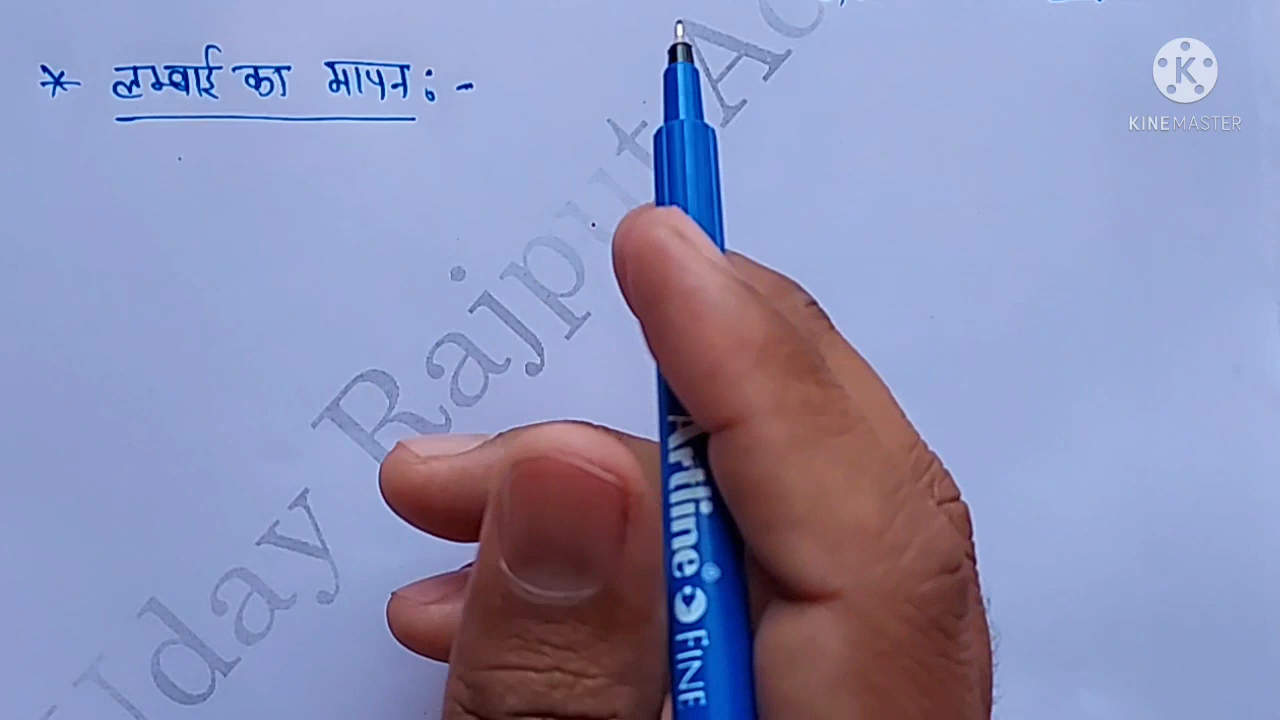 * लम्बाई का मापन :-
KINEMASTER
Uday Rajput Ac
Artline FINE